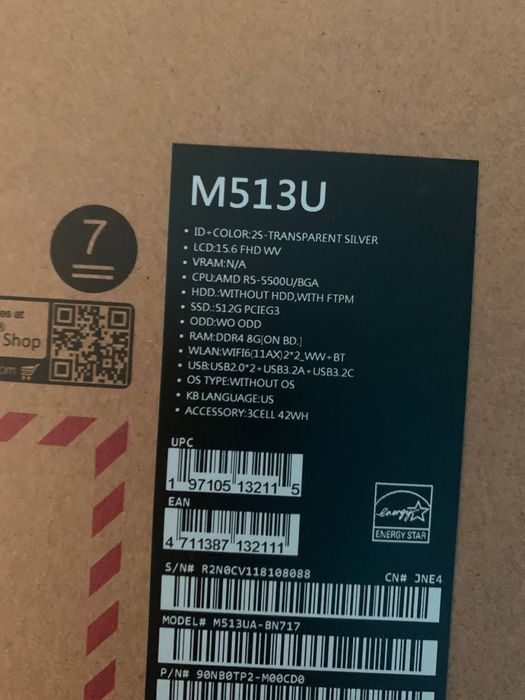 M513U
• ID+COLOR:2S-TRANSPARENT SILVER
• LCD:15.6 FHD WV
• VRAM:N/A
• CPU:AMD R5-5500U/BGA
• HDD.:WITHOUT HDD,WITH FTPM
• SSD.:512G PCIEG3
• ODD:WO ODD
• RAM:DDR4 8G[ON BD.]
• WLAN:WIFI6(11AX)2*2_WW+BT
• USB:USB2.0*2+USB3.2A+USB3.2C
• OS TYPE:WITHOUT OS
• KB LANGUAGE:US
• ACCESSORY:3CELL 42WH
7
es at
® Shop
om
UPC
1 97105 13211 5
EAN
4 711387 132111
energy
ENERGY STAR
S/N# R2N0CV118108088
CN# JNE4
MODEL# M513UA-BN717
P/N# 90NB0TP2-M00CD0